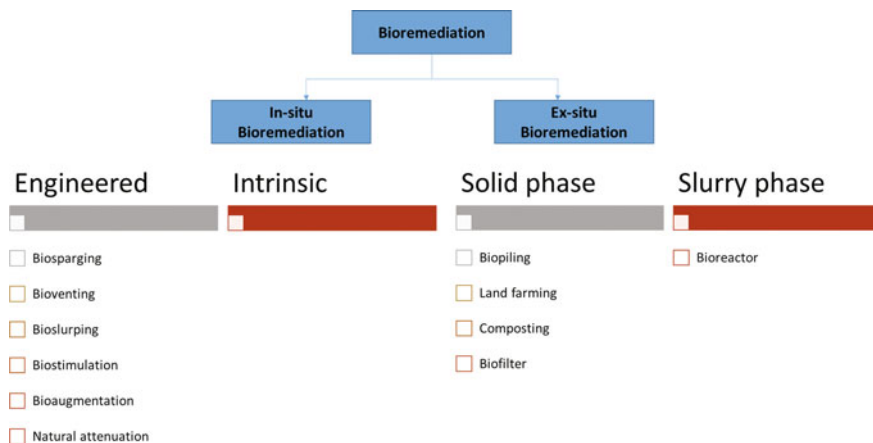 Bioremediation
In-situ
Bioremediation
Ex-situ
Bioremediation
Engineered
Biosparging
Bioventing
Bioslurping
Biostimulation
Bioaugmentation
Natural attenuation
Intrinsic
Solid phase
Biopiling
Land farming
Composting
Biofilter
Slurry phase
Bioreactor